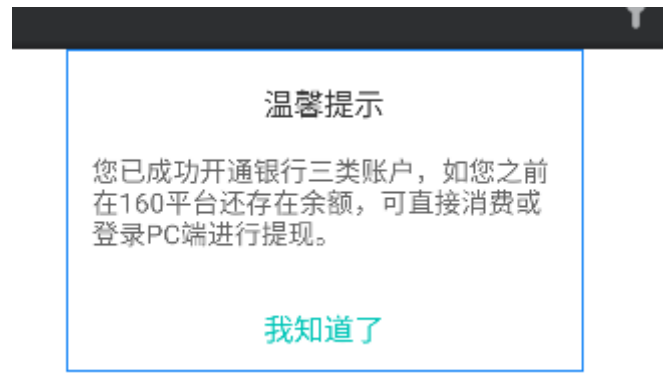 温馨提示
您已成功开通银行三类账户，如您之前
在160平台还存在余额，可直接消费或
登录PC端进行提现。
我知道了